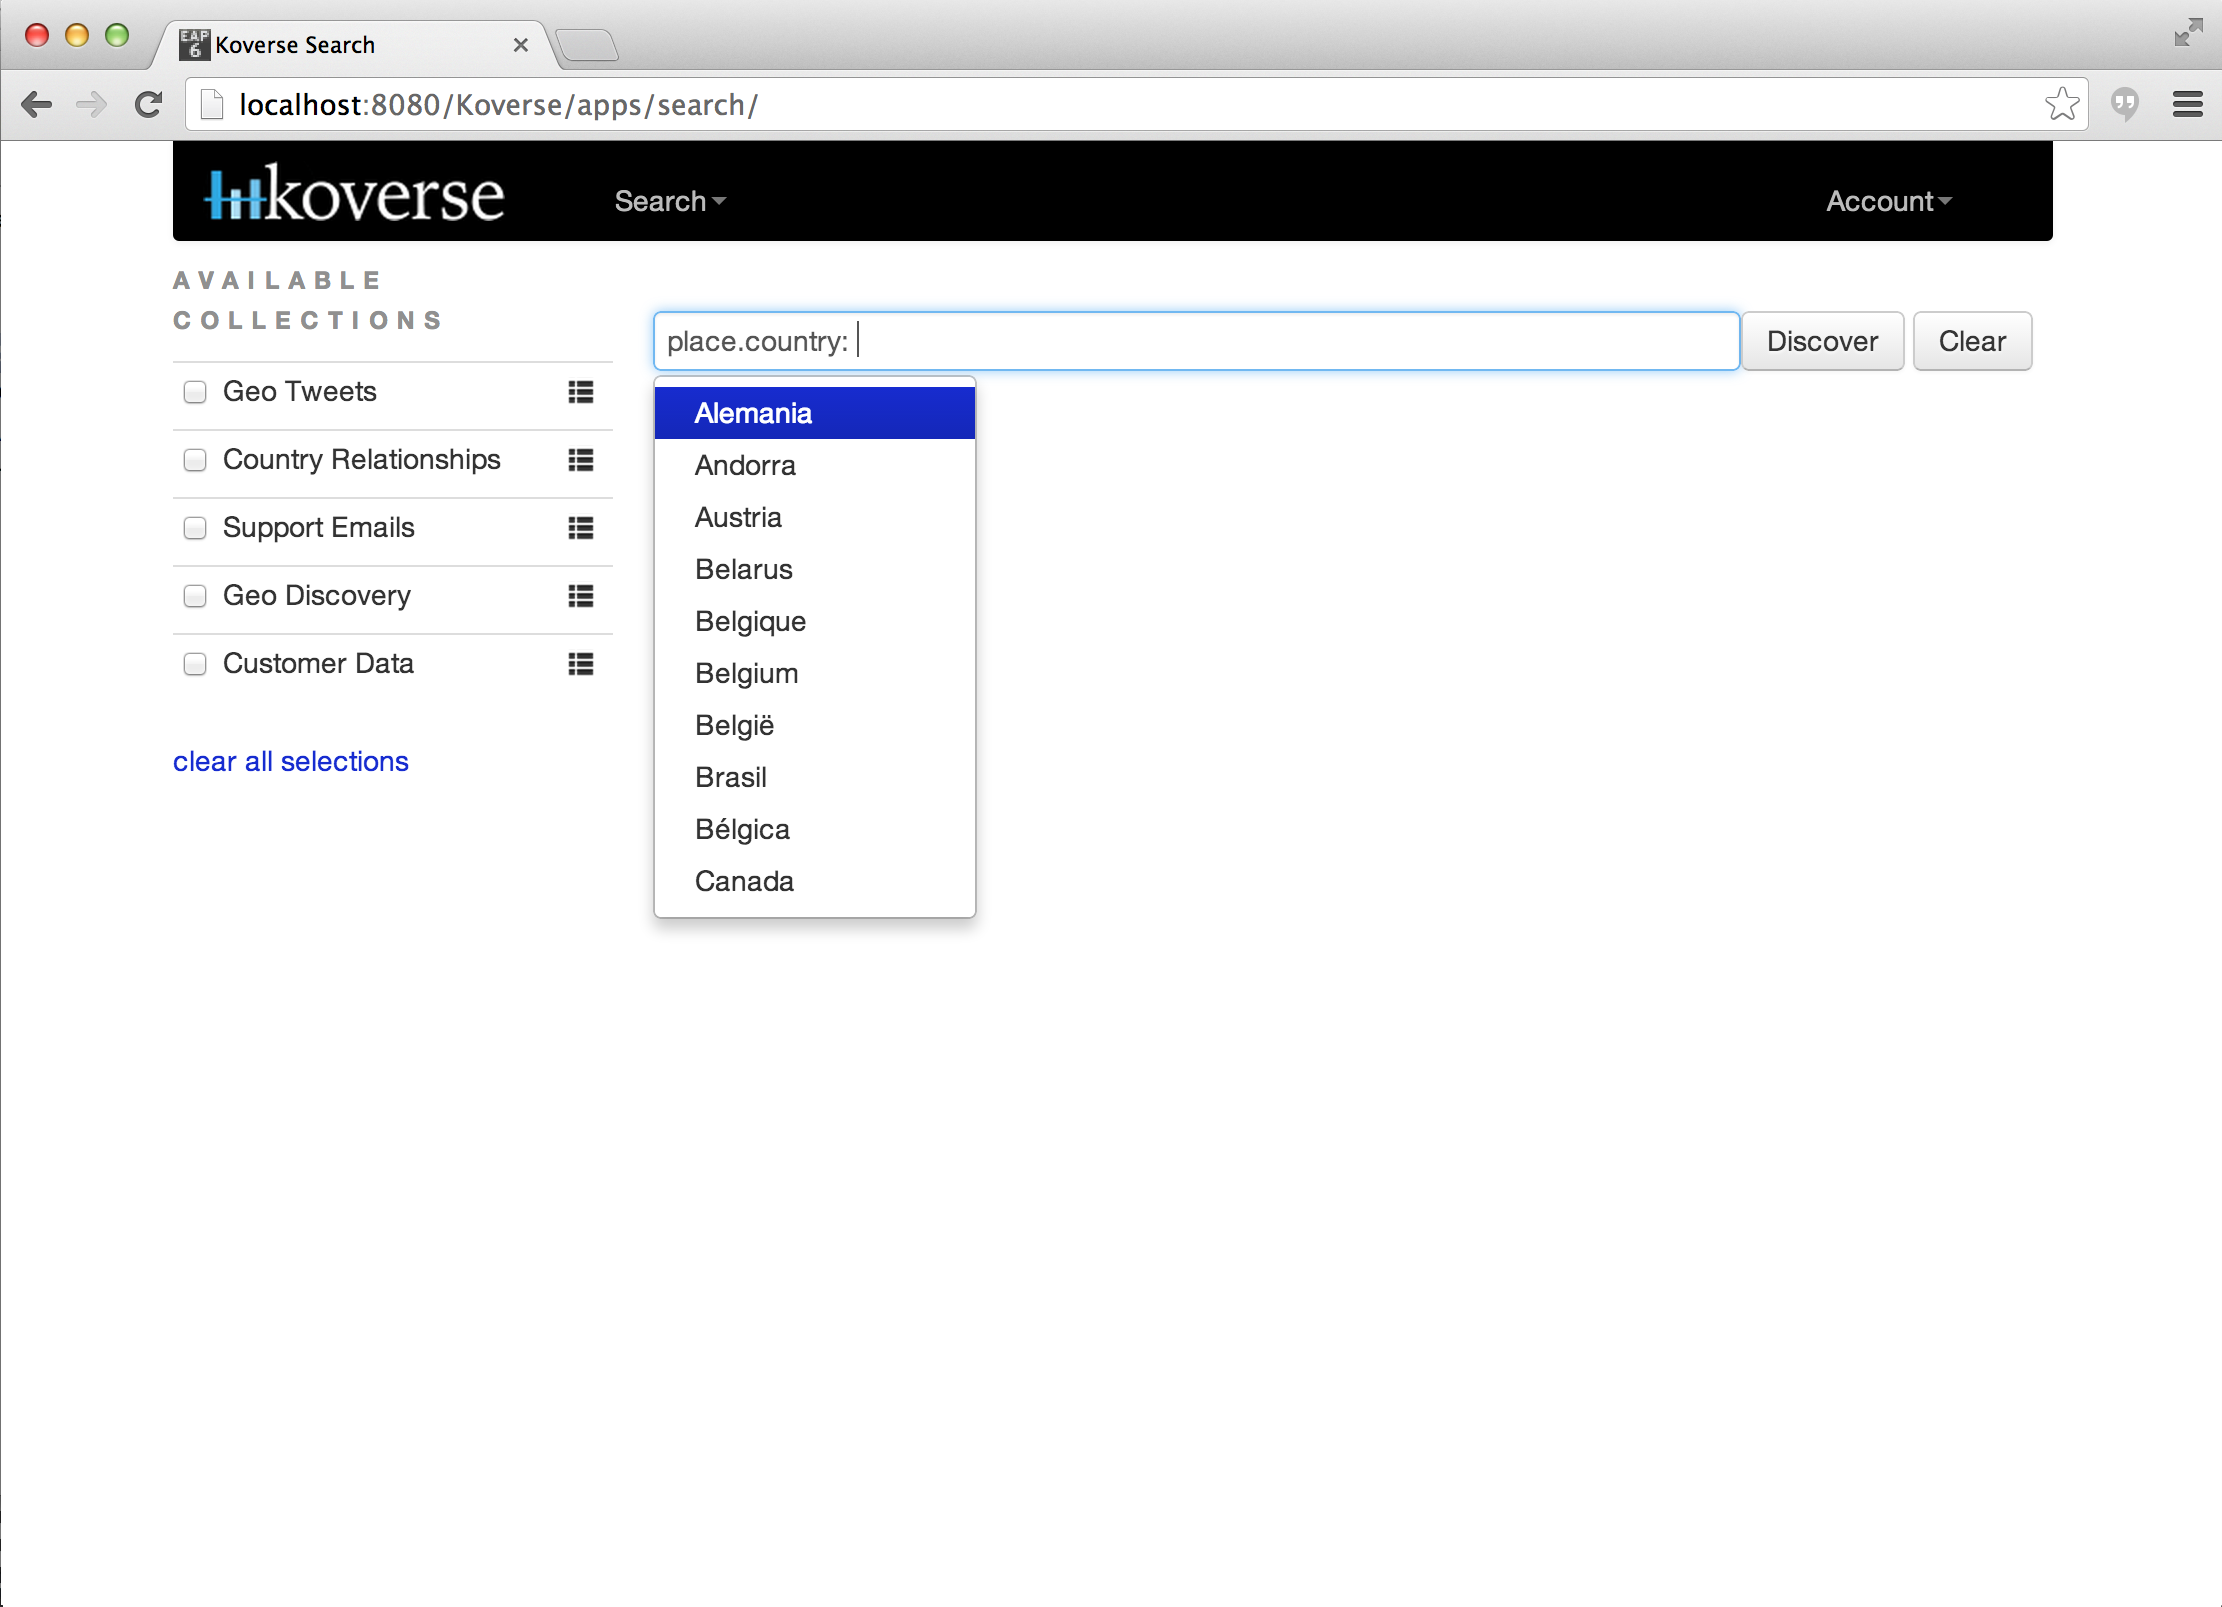 EAP
6
Koverse Search
localhost:8080/Koverse/apps/search/
koverse
Search
Account
AVAILABLE
COLLECTIONS
Geo Tweets
Country Relationships
Support Emails
Geo Discovery
Customer Data
clear all selections
place.country:
Discover
Clear
Alemania
Andorra
Austria
Belarus
Belgique
Belgium
België
Brasil
Bélgica
Canada